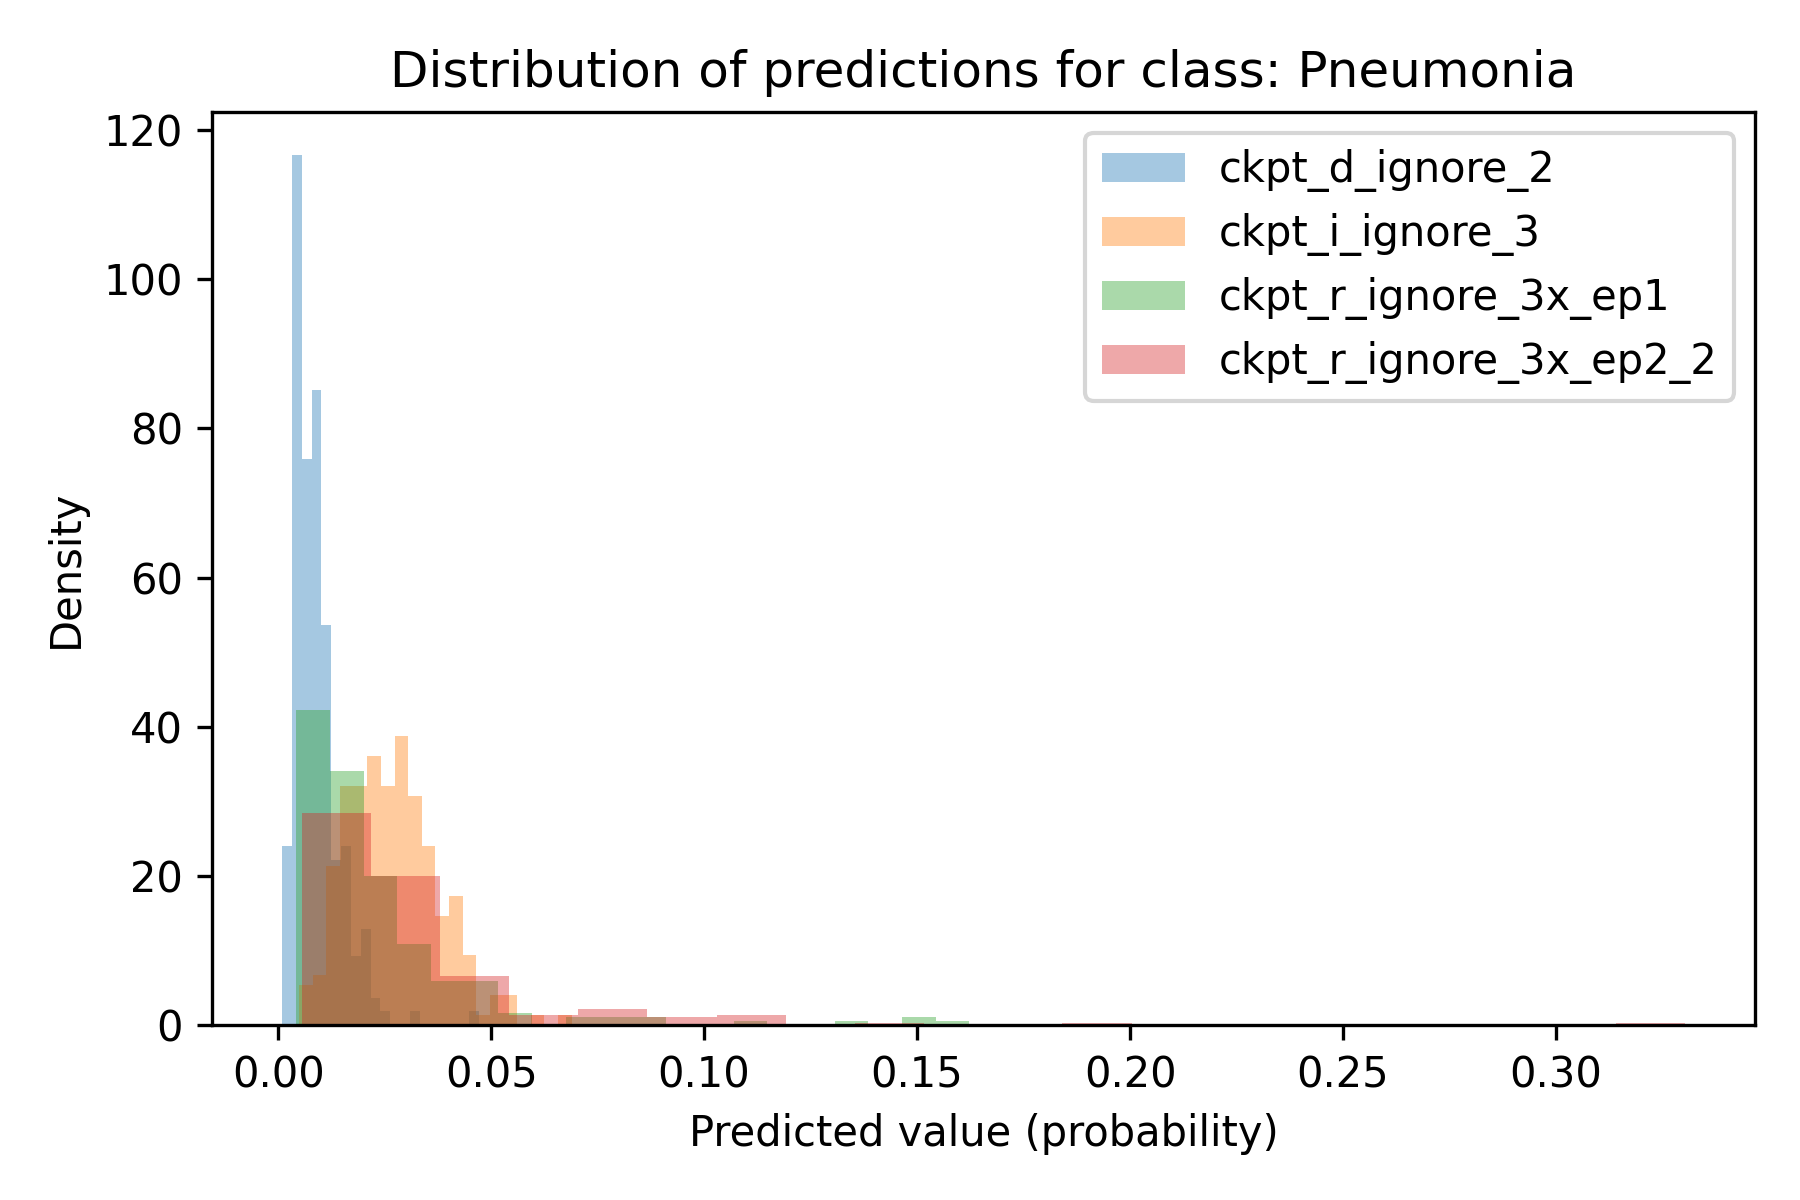 Distribution of predictions for class: Pneumonia
120
100
80
60
40
20
0
Density
ckpt_d_ignore_2
ckpt_i_ignore_3
ckpt_r_ignore_3x_ep1
ckpt_r_ignore_3x_ep2_2
0.00 0.05 0.10 0.15 0.20 0.25 0.30
Predicted value (probability)